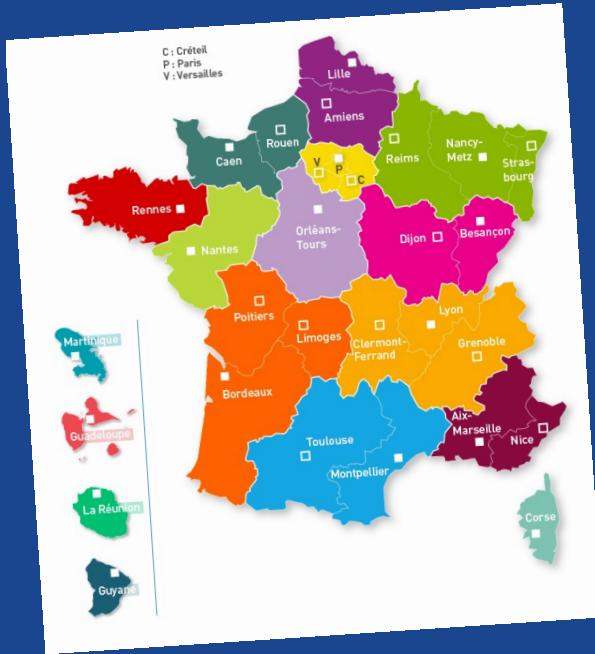 C : Créteil
P : Paris
V : Versailles
Lille
Amiens
Rouen
Caen
V
P
C
Reims
Nancy-
Metz
Stras-
bourg
Rennes
Nantes
Orlèans-
Tours
Dijon
Besançon
Poitiers
Limoges
Clermont-
Ferrand
Lyon
Grenoble
Bordeaux
Toulouse
Montpellier
Aix-
Marseille
Nice
Corse
Martinique
Guadeloupe
La Réunion
Guyane